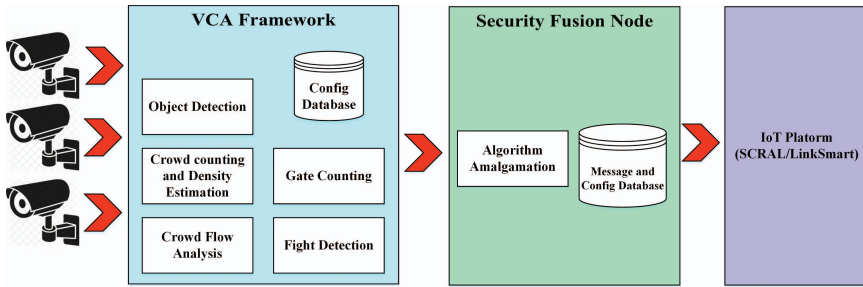 VCA Framework
Object Detection
Config
Database
Crowd counting
and Density
Estimation
Gate Counting
Crowd Flow
Analysis
Fight Detection
Security Fusion Node
Algorithm
Amalgamation
Message and
Config Database
IoT Platorm
(SCRAL/LinkSmart)